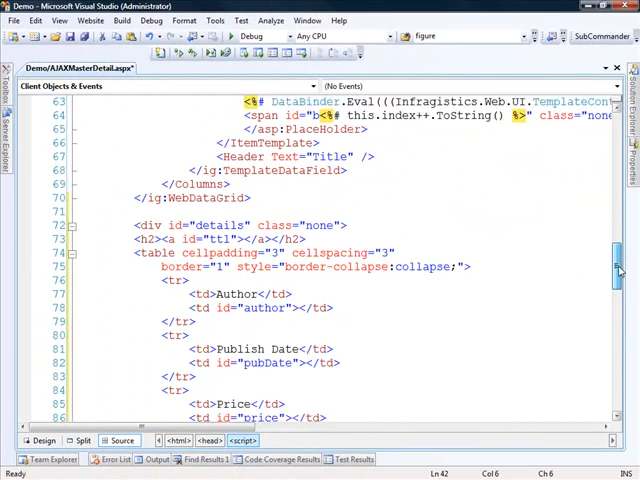 Demo - Microsoft Visual Studio (Administrator)
File Edit View Website Build Debug Format Tools Test Analyze Window Help
Debug Any CPU figure SubCommander
Demo/AJAXMasterDetail.aspx*
Client Objects & Events (No Events)
63 <%# DataBinder.Eval(((Infragistics.Web.UI.TemplateCont
64 <span id="b<%# this.index++.ToString() %>" class="none
65 </asp:PlaceHolder>
66 </ItemTemplate>
67 <Header Text="Title" />
68 </ig:TemplateDataField>
69 </Columns>
70 </ig:WebDataGrid>
71
72 <div id="details" class="none">
73 <h2><a id="ttl"></a></h2>
74 <table cellpadding="3" cellspacing="3"
75 border="1" style="border-collapse:collapse;">
76 <tr>
77 <td>Author</td>
78 <td id="author"></td>
79 </tr>
80 <tr>
81 <td>Publish Date</td>
82 <td id="pubDate"></td>
83 </tr>
84 <tr>
85 <td>Price</td>
86 <td id="price"></td>
Design Split Source <html> <head> <script>
Team Explorer Error List Output Find Results 1 Code Coverage Results Test Results
Ready Ln 42 Col 6 Ch 6 INS
Toolbox
Server Explorer
Solution Explorer
Properties